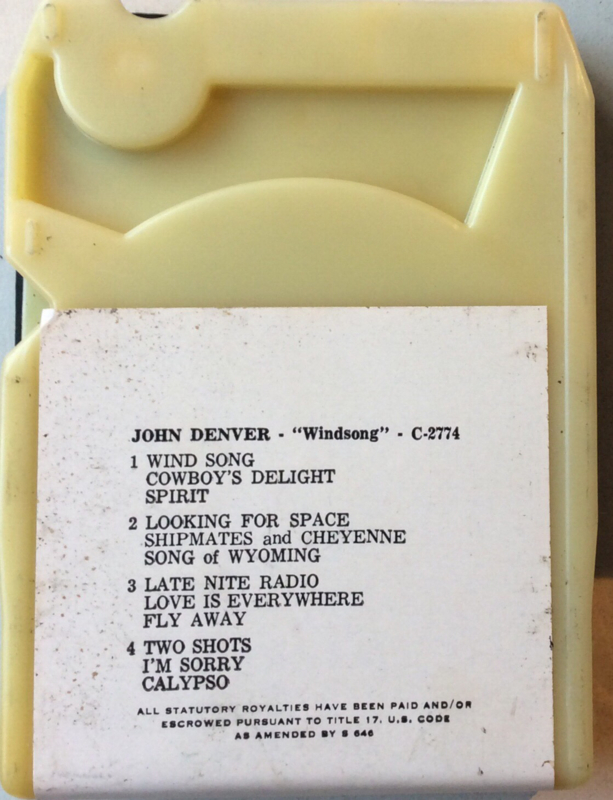 JOHN DENVER - "Windsong" - C-2774
1 WIND SONG
COWBOY'S DELIGHT
SPIRIT
2 LOOKING FOR SPACE
SHIPMATES and CHEYENNE
SONG of WYOMING
3 LATE NITE RADIO
LOVE IS EVERYWHERE
FLY AWAY
4 TWO SHOTS
I'M SORRY
CALYPSO
ALL STATUTORY ROYALTIES HAVE BEEN PAID AND/OR
ESCROWED PURSUANT TO TITLE 17, U.S. CODE
AS AMENDED BY S 646